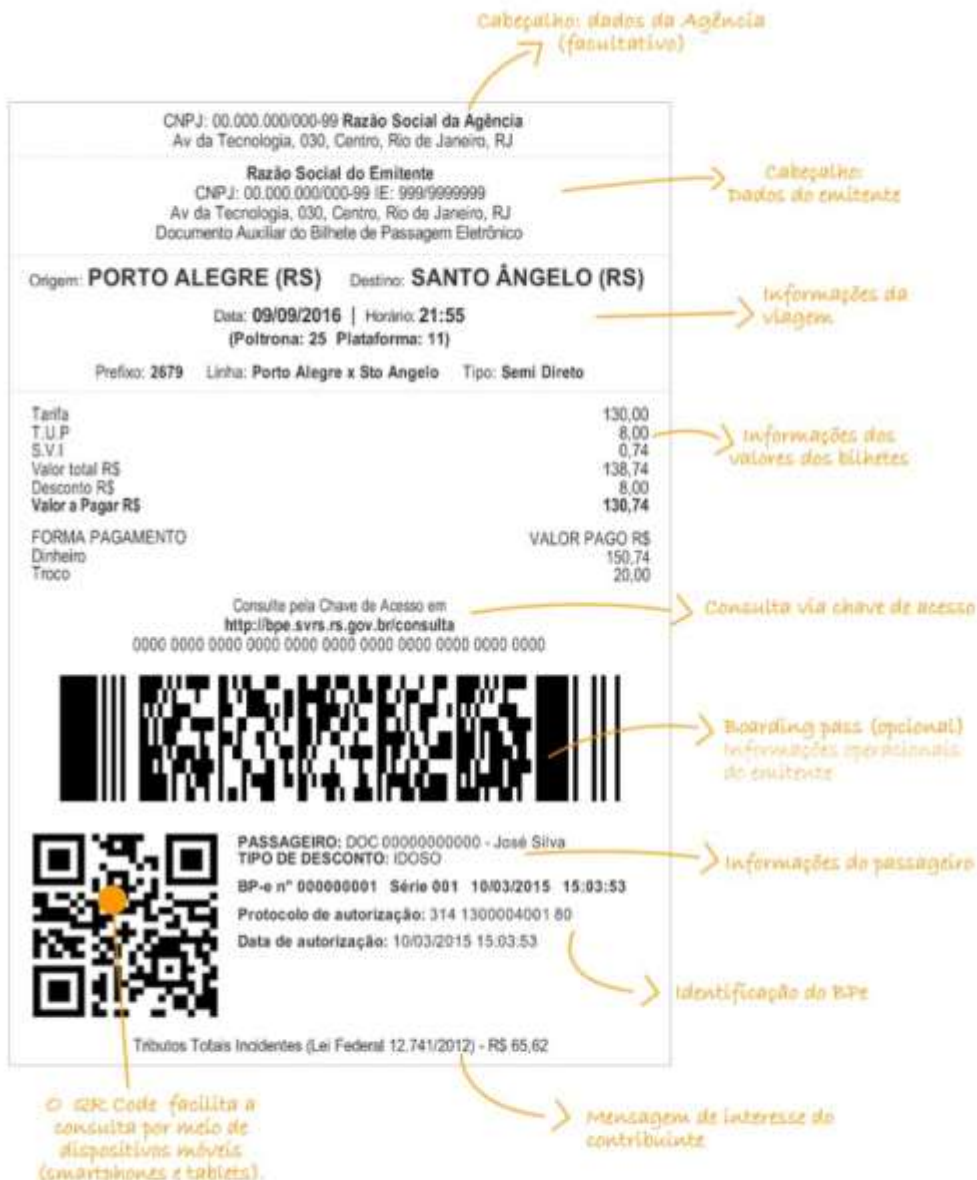 Cabeçalho: dados da Agência
(facultativo)
CNPJ: 00.000.000/000-99 Razão Social da Agência
Av da Tecnologia, 030, Centro, Rio de Janeiro, RJ
Razão Social do Emitente
CNPJ: 00.000.000/000-99 IE: 999/9999999
Av da Tecnologia, 030, Centro, Rio de Janeiro, RJ
Documento Auxiliar do Bilhete de Passagem Eletrônico
Cabeçalho:
Dados do emitente
Origem: PORTO ALEGRE (RS) Destino: SANTO ÂNGELO (RS)
Data: 09/09/2016 | Horário: 21:55
(Poltrona: 25 Plataforma: 11)
Prefixo: 2679 Linha: Porto Alegre x Sto Angelo Tipo: Semi Direto
Informações da
viagem
Tarifa 130,00
T.U.P 8,00
S.V.I 0,74
Valor total R$ 138,74
Desconto R$ 8,00
Valor a Pagar R$ 130,74
Informações dos
valores dos bilhetes
FORMA PAGAMENTO VALOR PAGO R$
Dinheiro 150,74
Troco 20,00
Consulte pela Chave de Acesso em
http://bpe.svrs.rs.gov.br/consulta
0000 0000 0000 0000 0000 0000 0000 0000 0000 0000 0000
Consulta via chave de acesso
Boarding pass (opcional)
Informações operacionais
do emitente
PASSAGEIRO: DOC 00000000000 - José Silva
TIPO DE DESCONTO: IDOSO
BP-e nº 000000001 Série 001 10/03/2015 15:03:53
Protocolo de autorização: 314 1300004001 80
Data de autorização: 10/03/2015 15:03:53
Informações do passageiro
Identificação do BPe
Tributos Totais Incidentes (Lei Federal 12.741/2012) - R$ 65,62
O QR Code facilita a
consulta por meio de
dispositivos móveis
(smartphones e tablets).
Mensagem de interesse do
contribuinte